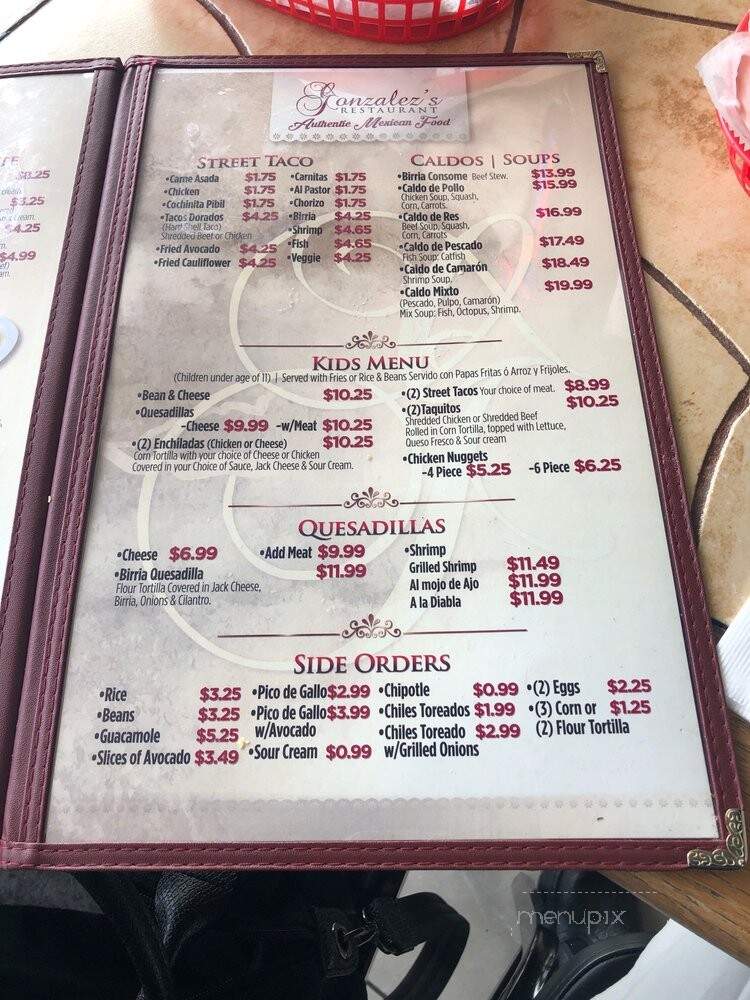 Gonzalez's
RESTAURANT
Authentic Mexican Food
STREET TACO
•Carne Asada $1.75 •Carnitas $1.75
•Chicken $1.75 •Al Pastor $1.75
•Cochinita Pibil $1.75 •Chorizo $1.75
•Tacos Dorados $4.25 •Birria $4.25
(Hard Shell Taco)
Shredded Beef or Chicken
•Shrimp $4.65
•Fried Avocado $4.25 •Fish $4.65
•Fried Cauliflower $4.25 •Veggie $4.25
CALDOS | SOUPS
•Birria Consome Beef Stew. $13.99
•Caldo de Pollo $15.99
Chicken Soup, Squash,
Corn, Carrots.
•Caldo de Res $16.99
Beef Soup, Squash,
Corn, Carrots
•Caldo de Pescado $17.49
Fish Soup: Catfish
•Caldo de Camarón $18.49
Shrimp Soup.
•Caldo Mixto $19.99
(Pescado, Pulpo, Camarón)
Mix Soup: Fish, Octopus, Shrimp.
KIDS MENU
(Children under age of 11) | Served with Fries or Rice & Beans Servido con Papas Fritas ó Arroz y Frijoles.
•Bean & Cheese $10.25
•Quesadillas
-Cheese $9.99 -w/Meat $10.25
•(2) Enchiladas (Chicken or Cheese) $10.25
Corn Tortilla with your choice of Cheese or Chicken
Covered in your Choice of Sauce, Jack Cheese & Sour Cream.
•(2) Street Tacos Your choice of meat. $8.99
•(2)Taquitos $10.25
Shredded Chicken or Shredded Beef
Rolled in Corn Tortilla, topped with Lettuce,
Queso Fresco & Sour cream
•Chicken Nuggets
-4 Piece $5.25 -6 Piece $6.25
QUESADILLAS
•Cheese $6.99 •Add Meat $9.99
•Birria Quesadilla $11.99
Flour Tortilla Covered in Jack Cheese,
Birria, Onions & Cilantro.
•Shrimp
Grilled Shrimp $11.49
Al mojo de Ajo $11.99
A la Diabla $11.99
SIDE ORDERS
•Rice $3.25
•Beans $3.25
•Guacamole $5.25
•Slices of Avocado $3.49
•Pico de Gallo $2.99
•Pico de Gallo $3.99
w/Avocado
•Sour Cream $0.99
•Chipotle $0.99
•Chiles Toreados $1.99
•Chiles Toreado $2.99
w/Grilled Onions
•(2) Eggs $2.25
•(3) Corn or $1.25
(2) Flour Tortilla
$3.25
$4.25
$4.99
menupix